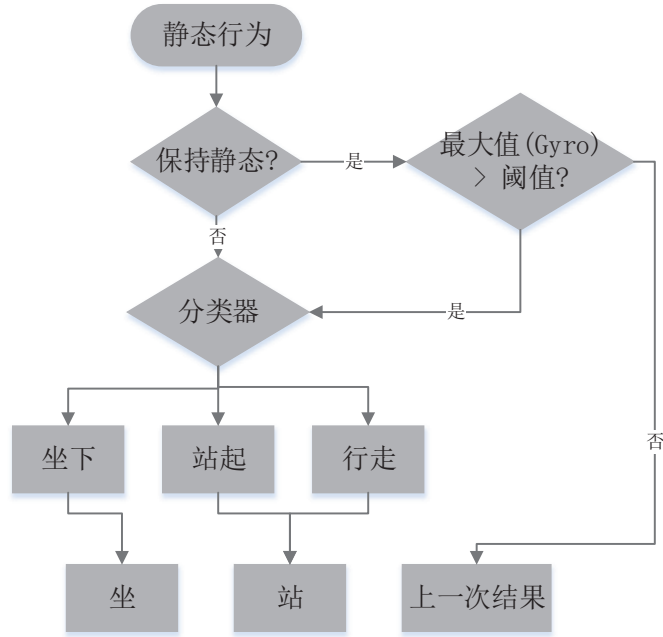 静态行为
保持静态?
是
最大值(Gyro)
> 阈值?
否
分类器
是
坐下
站起
行走
否
坐
站
上一次结果